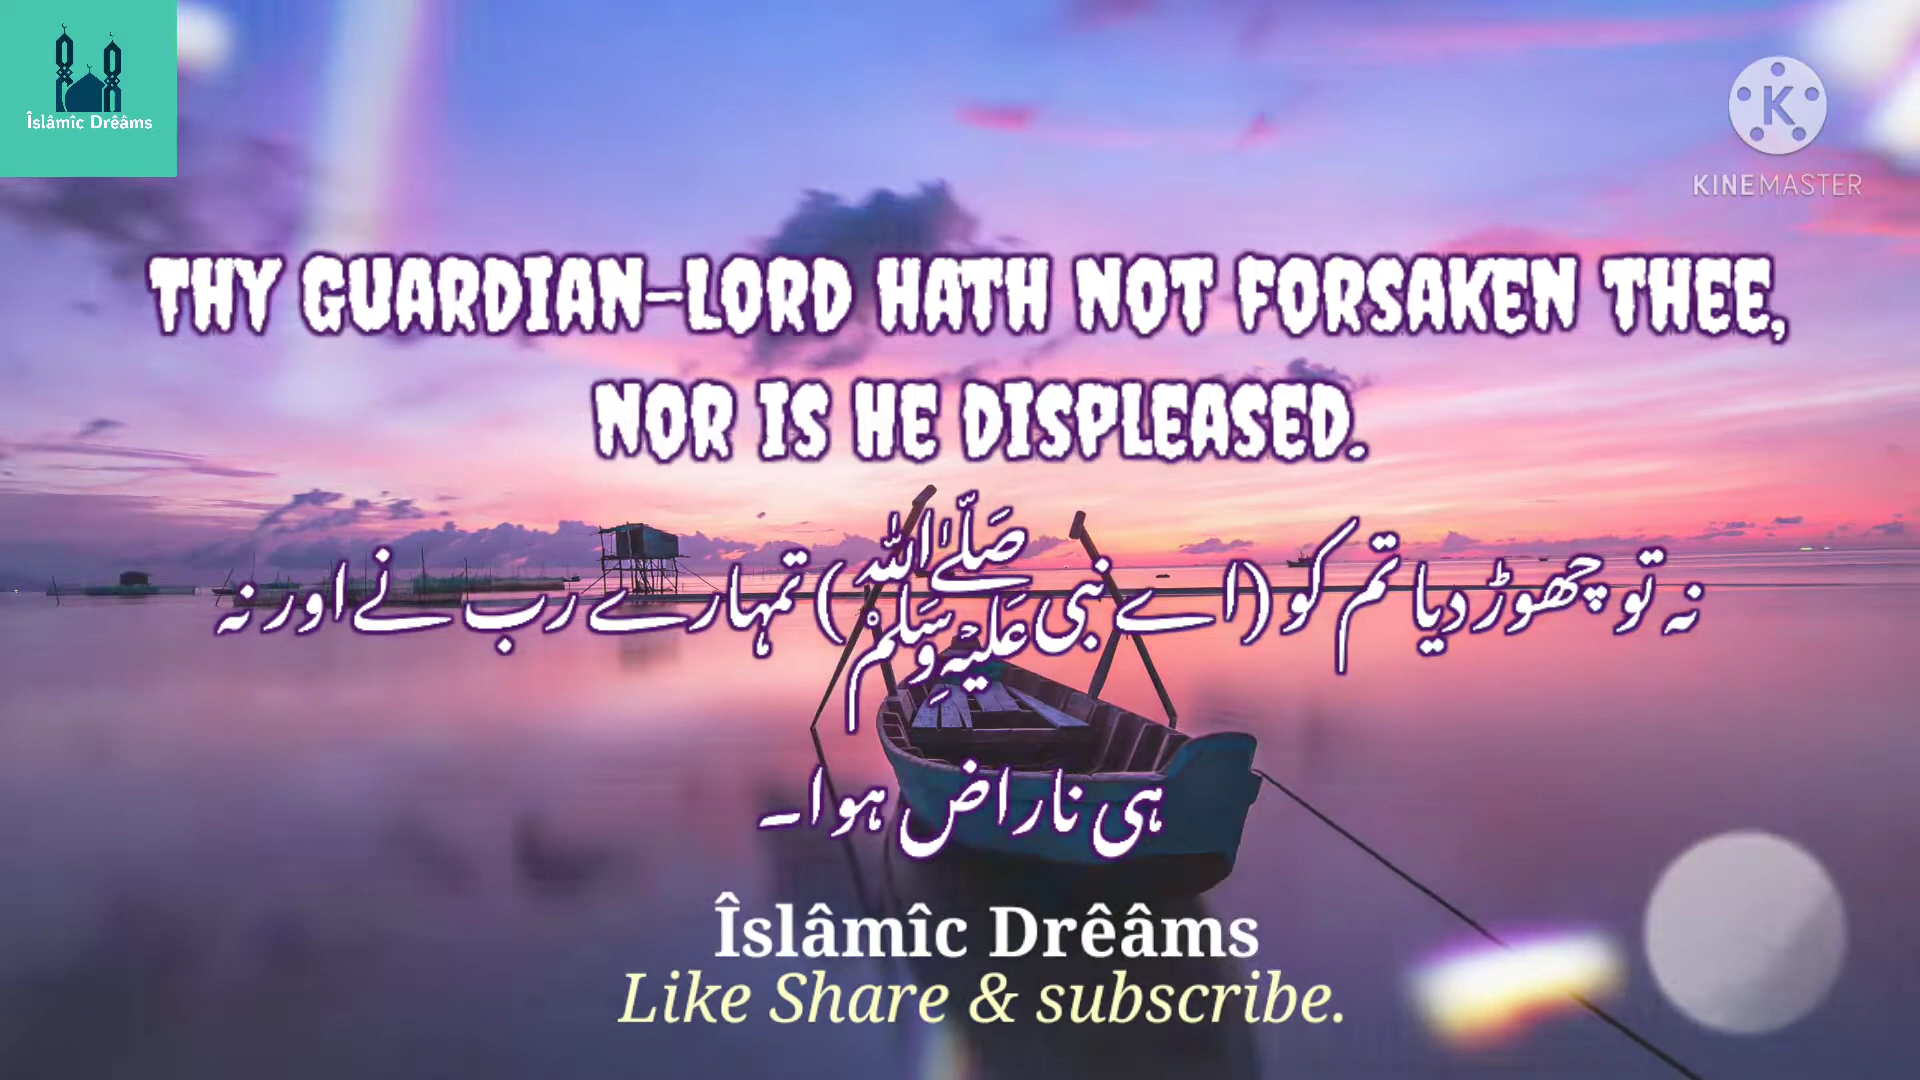 Îslâmîc Drêâms
K
KINEMASTER
THY GUARDIAN-LORD HATH NOT FORSAKEN THEE,
NOR IS HE DISPLEASED.
نہ تو چھوڑ دیا تم کو (اے نبی صَلَّی اللہ عَلَیْہِ وَسَلَّمْ) تمہارے رب نے اور نہ
ہی ناراض ہوا۔
Îslâmîc Drêâms
Like Share & subscribe.